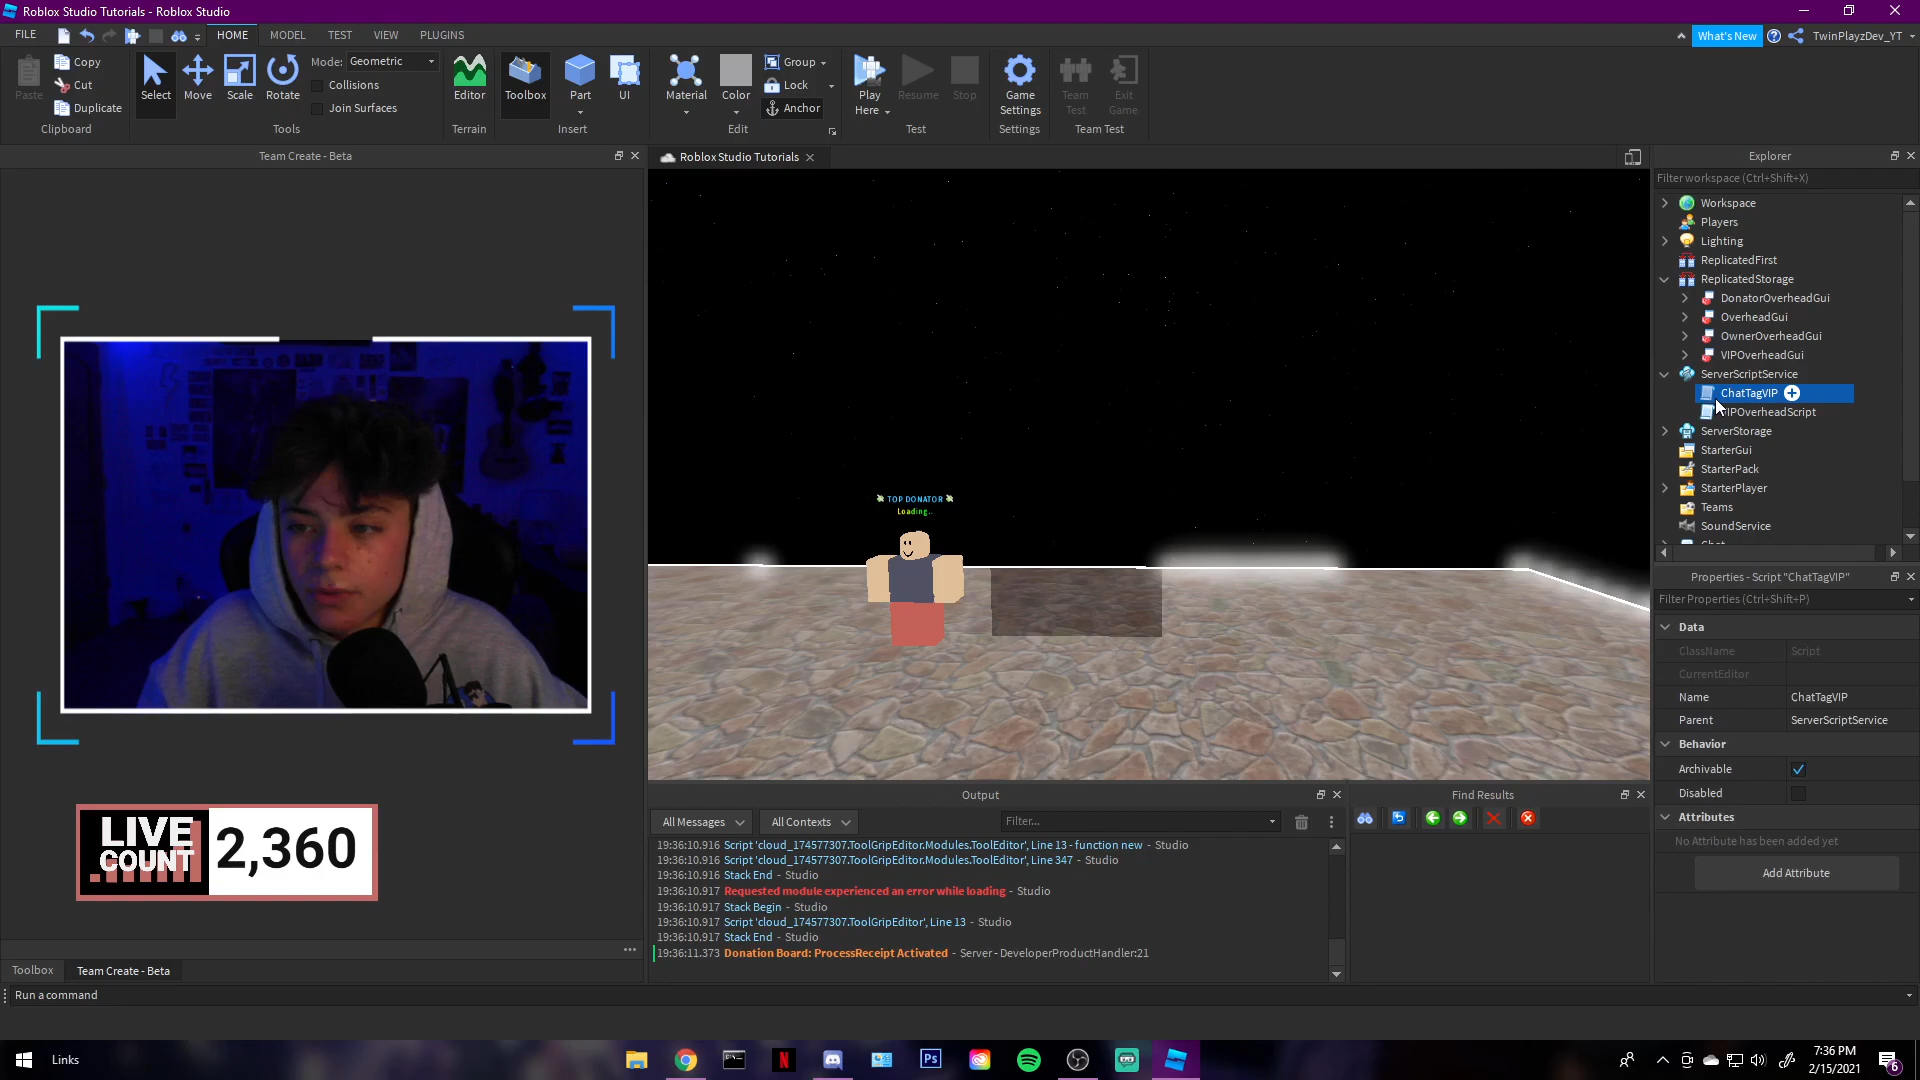 Roblox Studio Tutorials - Roblox Studio
FILE
HOME
MODEL
TEST
VIEW
PLUGINS
What's New
TwinPlayzDev_YT
Paste
Copy
Cut
Duplicate
Clipboard
Select
Move
Scale
Rotate
Mode: Geometric
Collisions
Join Surfaces
Tools
Editor
Terrain
Toolbox
Part
UI
Insert
Material
Color
Group
Lock
Anchor
Edit
Play
Here
Resume
Stop
Test
Game
Settings
Settings
Team
Test
Exit
Game
Team Test
Team Create - Beta
Roblox Studio Tutorials
Explorer
Filter workspace (Ctrl+Shift+X)
Workspace
Players
Lighting
ReplicatedFirst
ReplicatedStorage
DonatorOverheadGui
OverheadGui
OwnerOverheadGui
VIPOverheadGui
ServerScriptService
ChatTagVIP
VIPOverheadScript
ServerStorage
StarterGui
StarterPack
StarterPlayer
Teams
SoundService
Chat
TOP DONATOR
Loading..
Properties - Script "ChatTagVIP"
Filter Properties (Ctrl+Shift+P)
Data
ClassName Script
CurrentEditor
Name ChatTagVIP
Parent ServerScriptService
Behavior
Archivable
Disabled
Attributes
No Attribute has been added yet
Add Attribute
LIVE
COUNT
2,360
Output
All Messages
All Contexts
Filter...
19:36:10.916 Script 'cloud_174577307.ToolGripEditor.Modules.ToolEditor', Line 13 - function new - Studio
19:36:10.916 Script 'cloud_174577307.ToolGripEditor.Modules.ToolEditor', Line 347 - Studio
19:36:10.916 Stack End - Studio
19:36:10.917 Requested module experienced an error while loading - Studio
19:36:10.917 Stack Begin - Studio
19:36:10.917 Script 'cloud_174577307.ToolGripEditor', Line 13 - Studio
19:36:10.917 Stack End - Studio
19:36:11.373 Donation Board: ProcessReceipt Activated - Server - DeveloperProductHandler:21
Find Results
Toolbox
Team Create - Beta
Run a command
Links
N
Ps
7:36 PM
2/15/2021
6